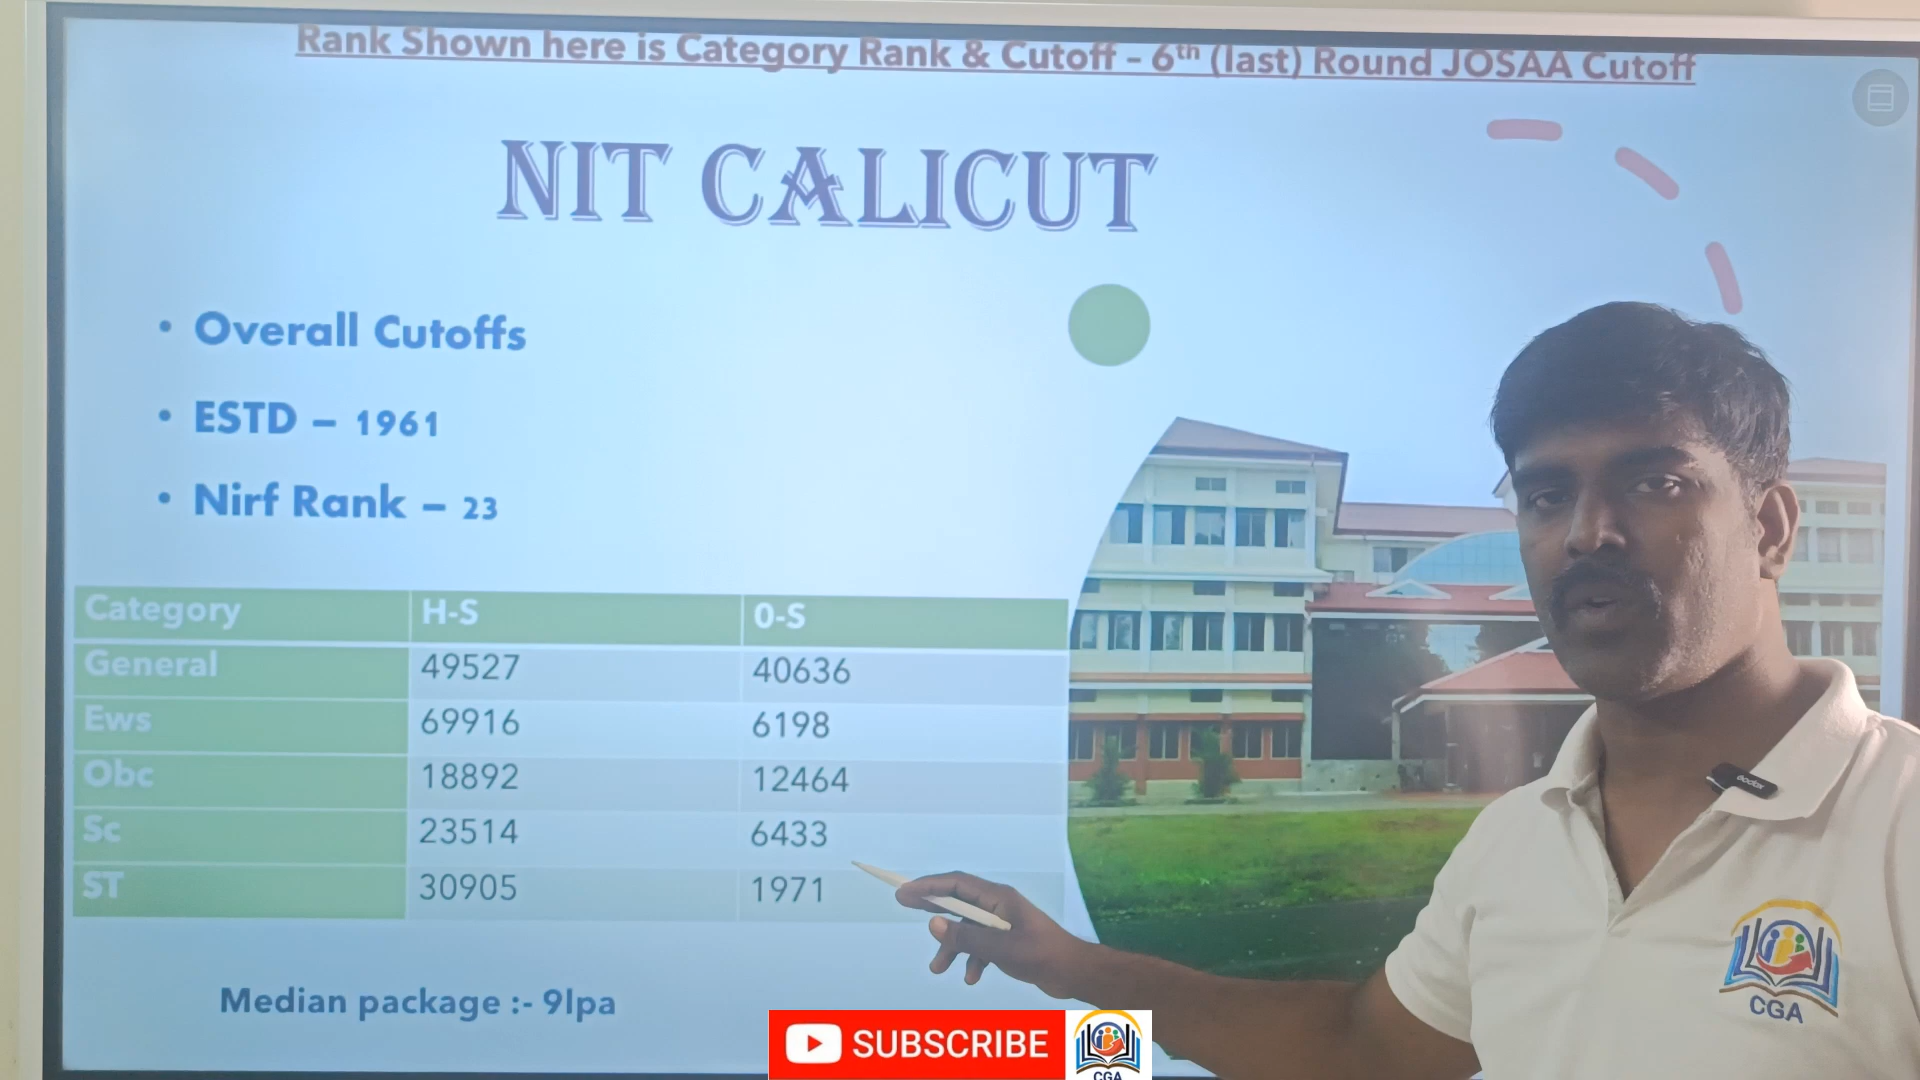 Rank Shown here is Category Rank & Cutoff - 6th (last) Round JOSAA Cutoff
NIT CALICUT
• Overall Cutoffs
• ESTD – 1961
• Nirf Rank – 23
Category H-S 0-S
General 49527 40636
Ews 69916 6198
Obc 18892 12464
Sc 23514 6433
ST 30905 1971
Median package :- 9lpa
Godox
CGA
SUBSCRIBE
CGA